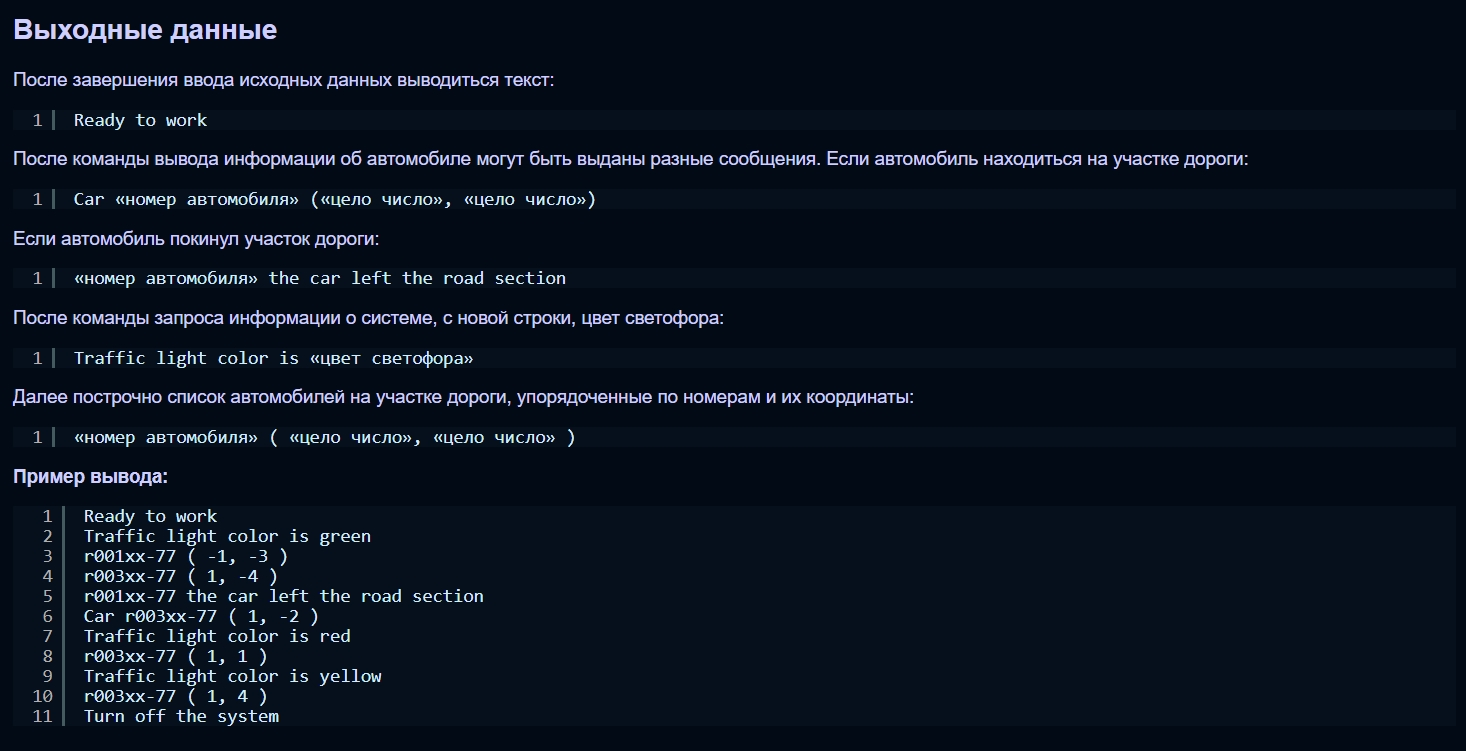 Выходные данные
После завершения ввода исходных данных выводиться текст:
1 Ready to work
После команды вывода информации об автомобиле могут быть выданы разные сообщения. Если автомобиль находиться на участке дороги:
1 Car «номер автомобиля» («цело число», «цело число»)
Если автомобиль покинул участок дороги:
1 «номер автомобиля» the car left the road section
После команды запроса информации о системе, с новой строки, цвет светофора:
1 Traffic light color is «цвет светофора»
Далее построчно список автомобилей на участке дороги, упорядоченные по номерам и их координаты:
1 «номер автомобиля» ( «цело число», «цело число» )
Пример вывода:
1 Ready to work
2 Traffic light color is green
3 r001xx-77 ( -1, -3 )
4 r003xx-77 ( 1, -4 )
5 r001xx-77 the car left the road section
6 Car r003xx-77 ( 1, -2 )
7 Traffic light color is red
8 r003xx-77 ( 1, 1 )
9 Traffic light color is yellow
10 r003xx-77 ( 1, 4 )
11 Turn off the system